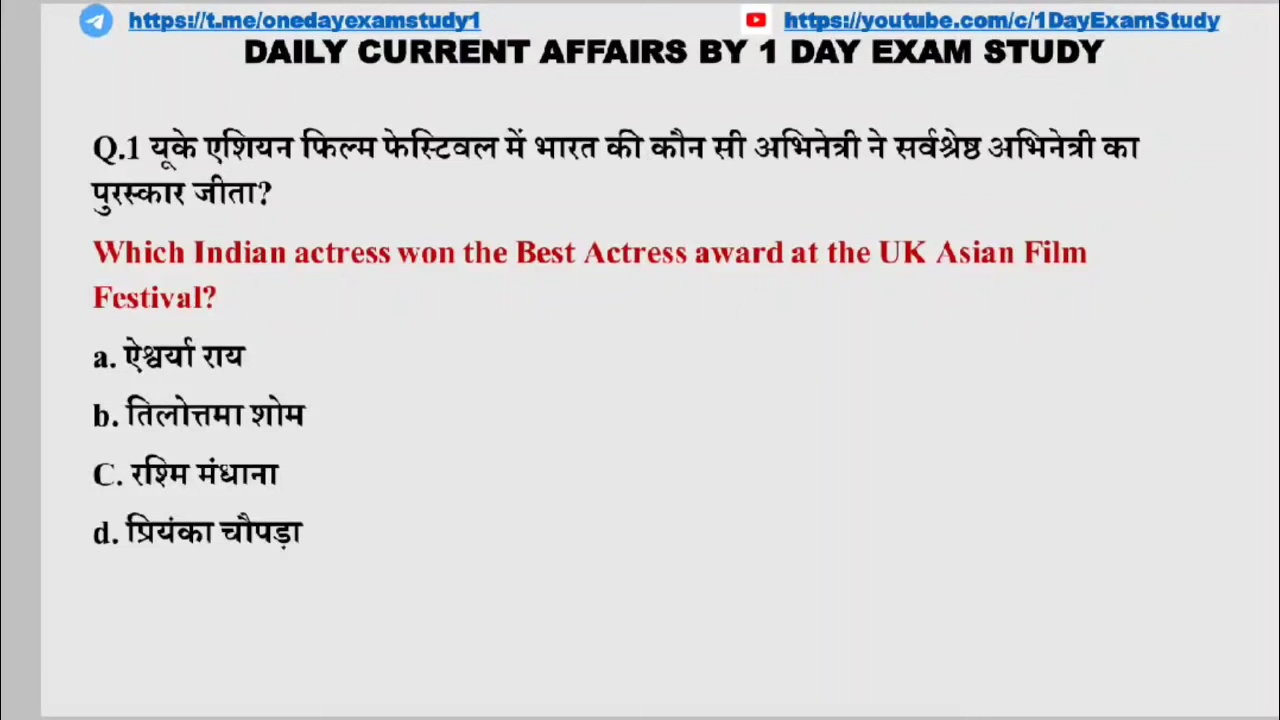 https://t.me/onedayexamstudy1 https://youtube.com/c/1DayExamStudy
DAILY CURRENT AFFAIRS BY 1 DAY EXAM STUDY
Q.1 यूके एशियन फिल्म फेस्टिवल में भारत की कौन सी अभिनेत्री ने सर्वश्रेष्ठ अभिनेत्री का
पुरस्कार जीता?
Which Indian actress won the Best Actress award at the UK Asian Film
Festival?
a. ऐश्वर्या राय
b. तिलोत्तमा शोम
C. रश्मि मंधाना
d. प्रियंका चौपड़ा